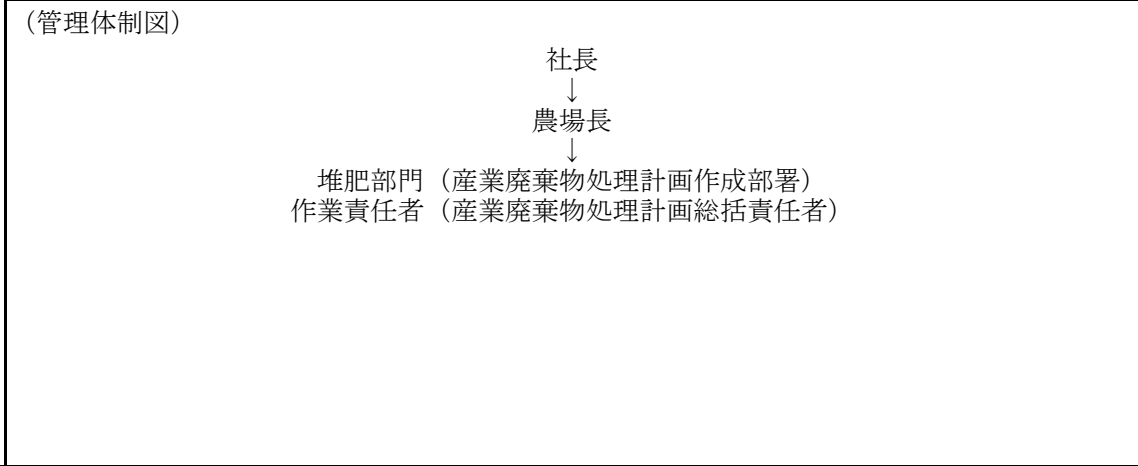 （管理体制図）
社長
↓
農場長
↓
堆肥部門（産業廃棄物処理計画作成部署）
作業責任者（産業廃棄物処理計画総括責任者）